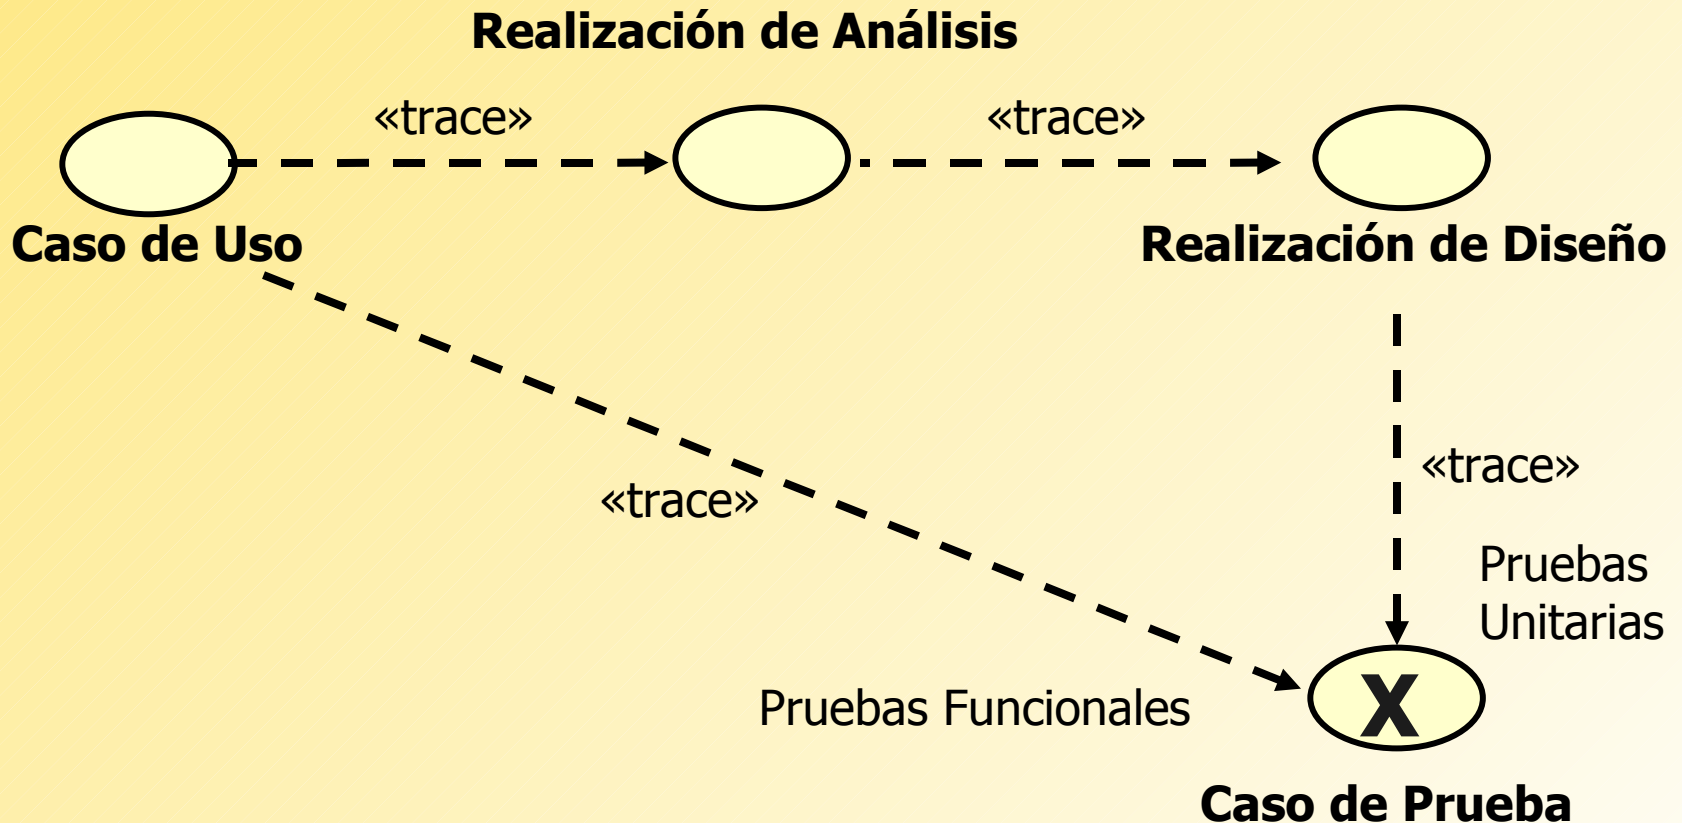 Realización de Análisis
«trace»
«trace»
Caso de Uso
Realización de Diseño
«trace»
«trace»
Pruebas
Unitarias
Pruebas Funcionales
X
Caso de Prueba